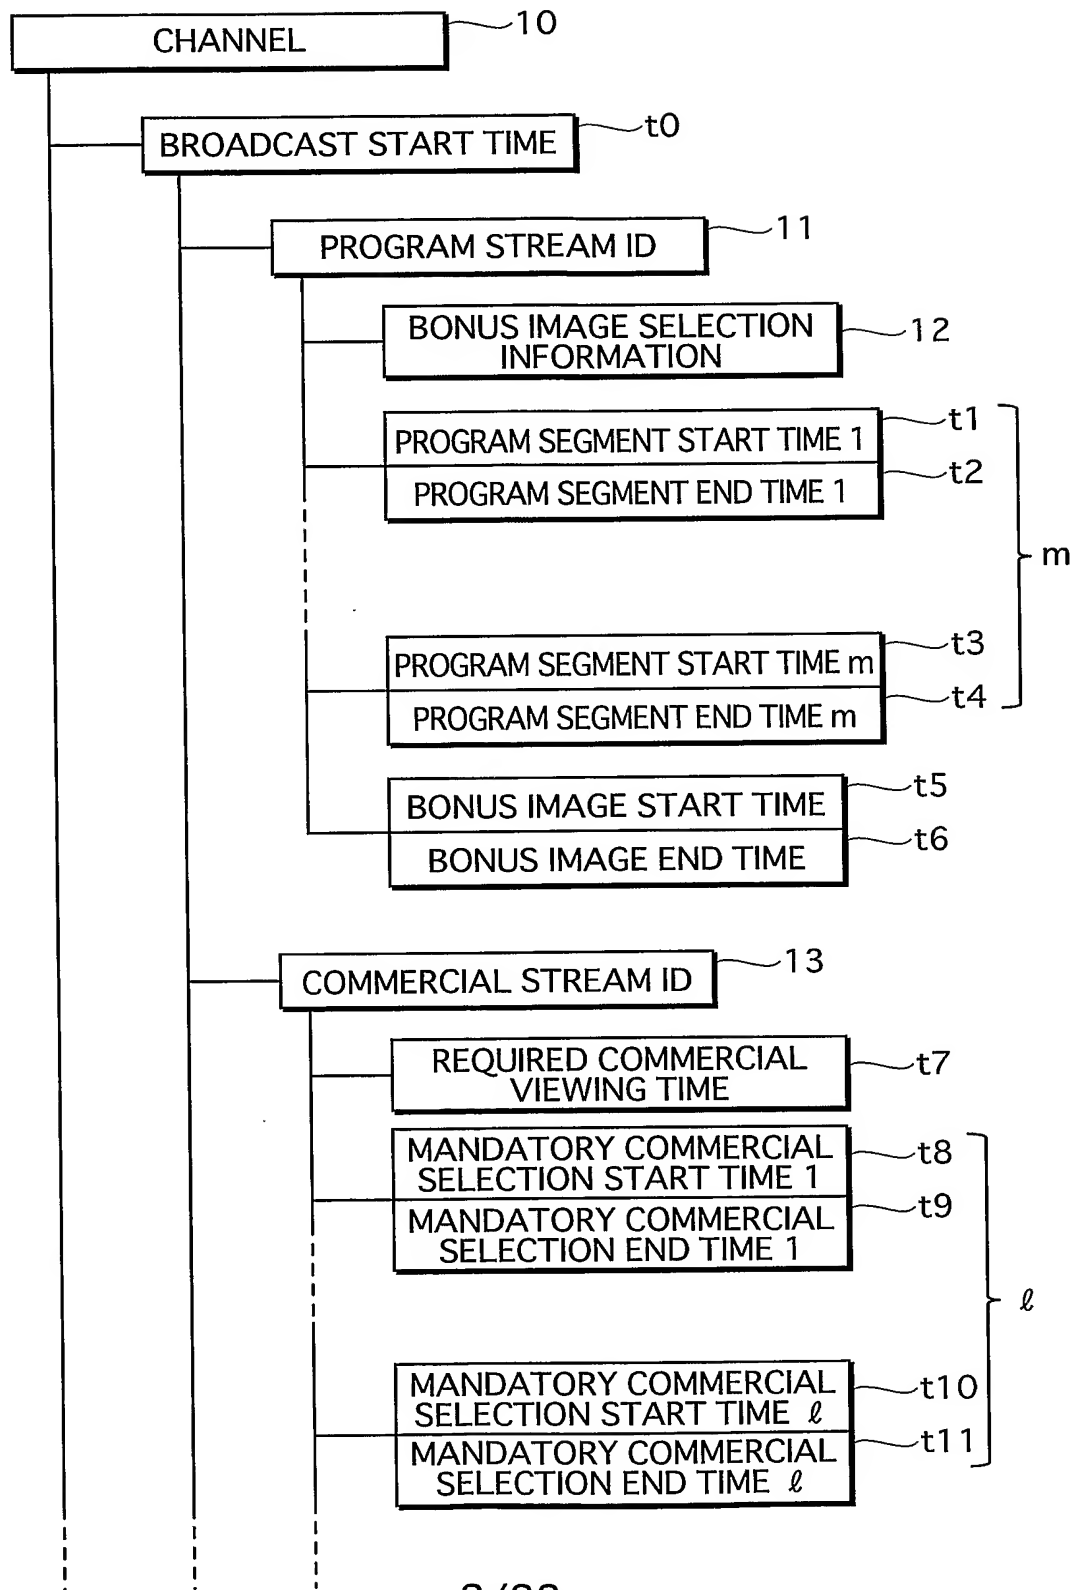 CHANNEL 10
BROADCAST START TIME t0
PROGRAM STREAM ID 11
BONUS IMAGE SELECTION
INFORMATION 12
PROGRAM SEGMENT START TIME 1 t1
PROGRAM SEGMENT END TIME 1 t2
m
PROGRAM SEGMENT START TIME m t3
PROGRAM SEGMENT END TIME m t4
BONUS IMAGE START TIME t5
BONUS IMAGE END TIME t6
COMMERCIAL STREAM ID 13
REQUIRED COMMERCIAL
VIEWING TIME t7
MANDATORY COMMERCIAL
SELECTION START TIME 1 t8
MANDATORY COMMERCIAL
SELECTION END TIME 1 t9
ℓ
MANDATORY COMMERCIAL
SELECTION START TIME ℓ t10
MANDATORY COMMERCIAL
SELECTION END TIME ℓ t11